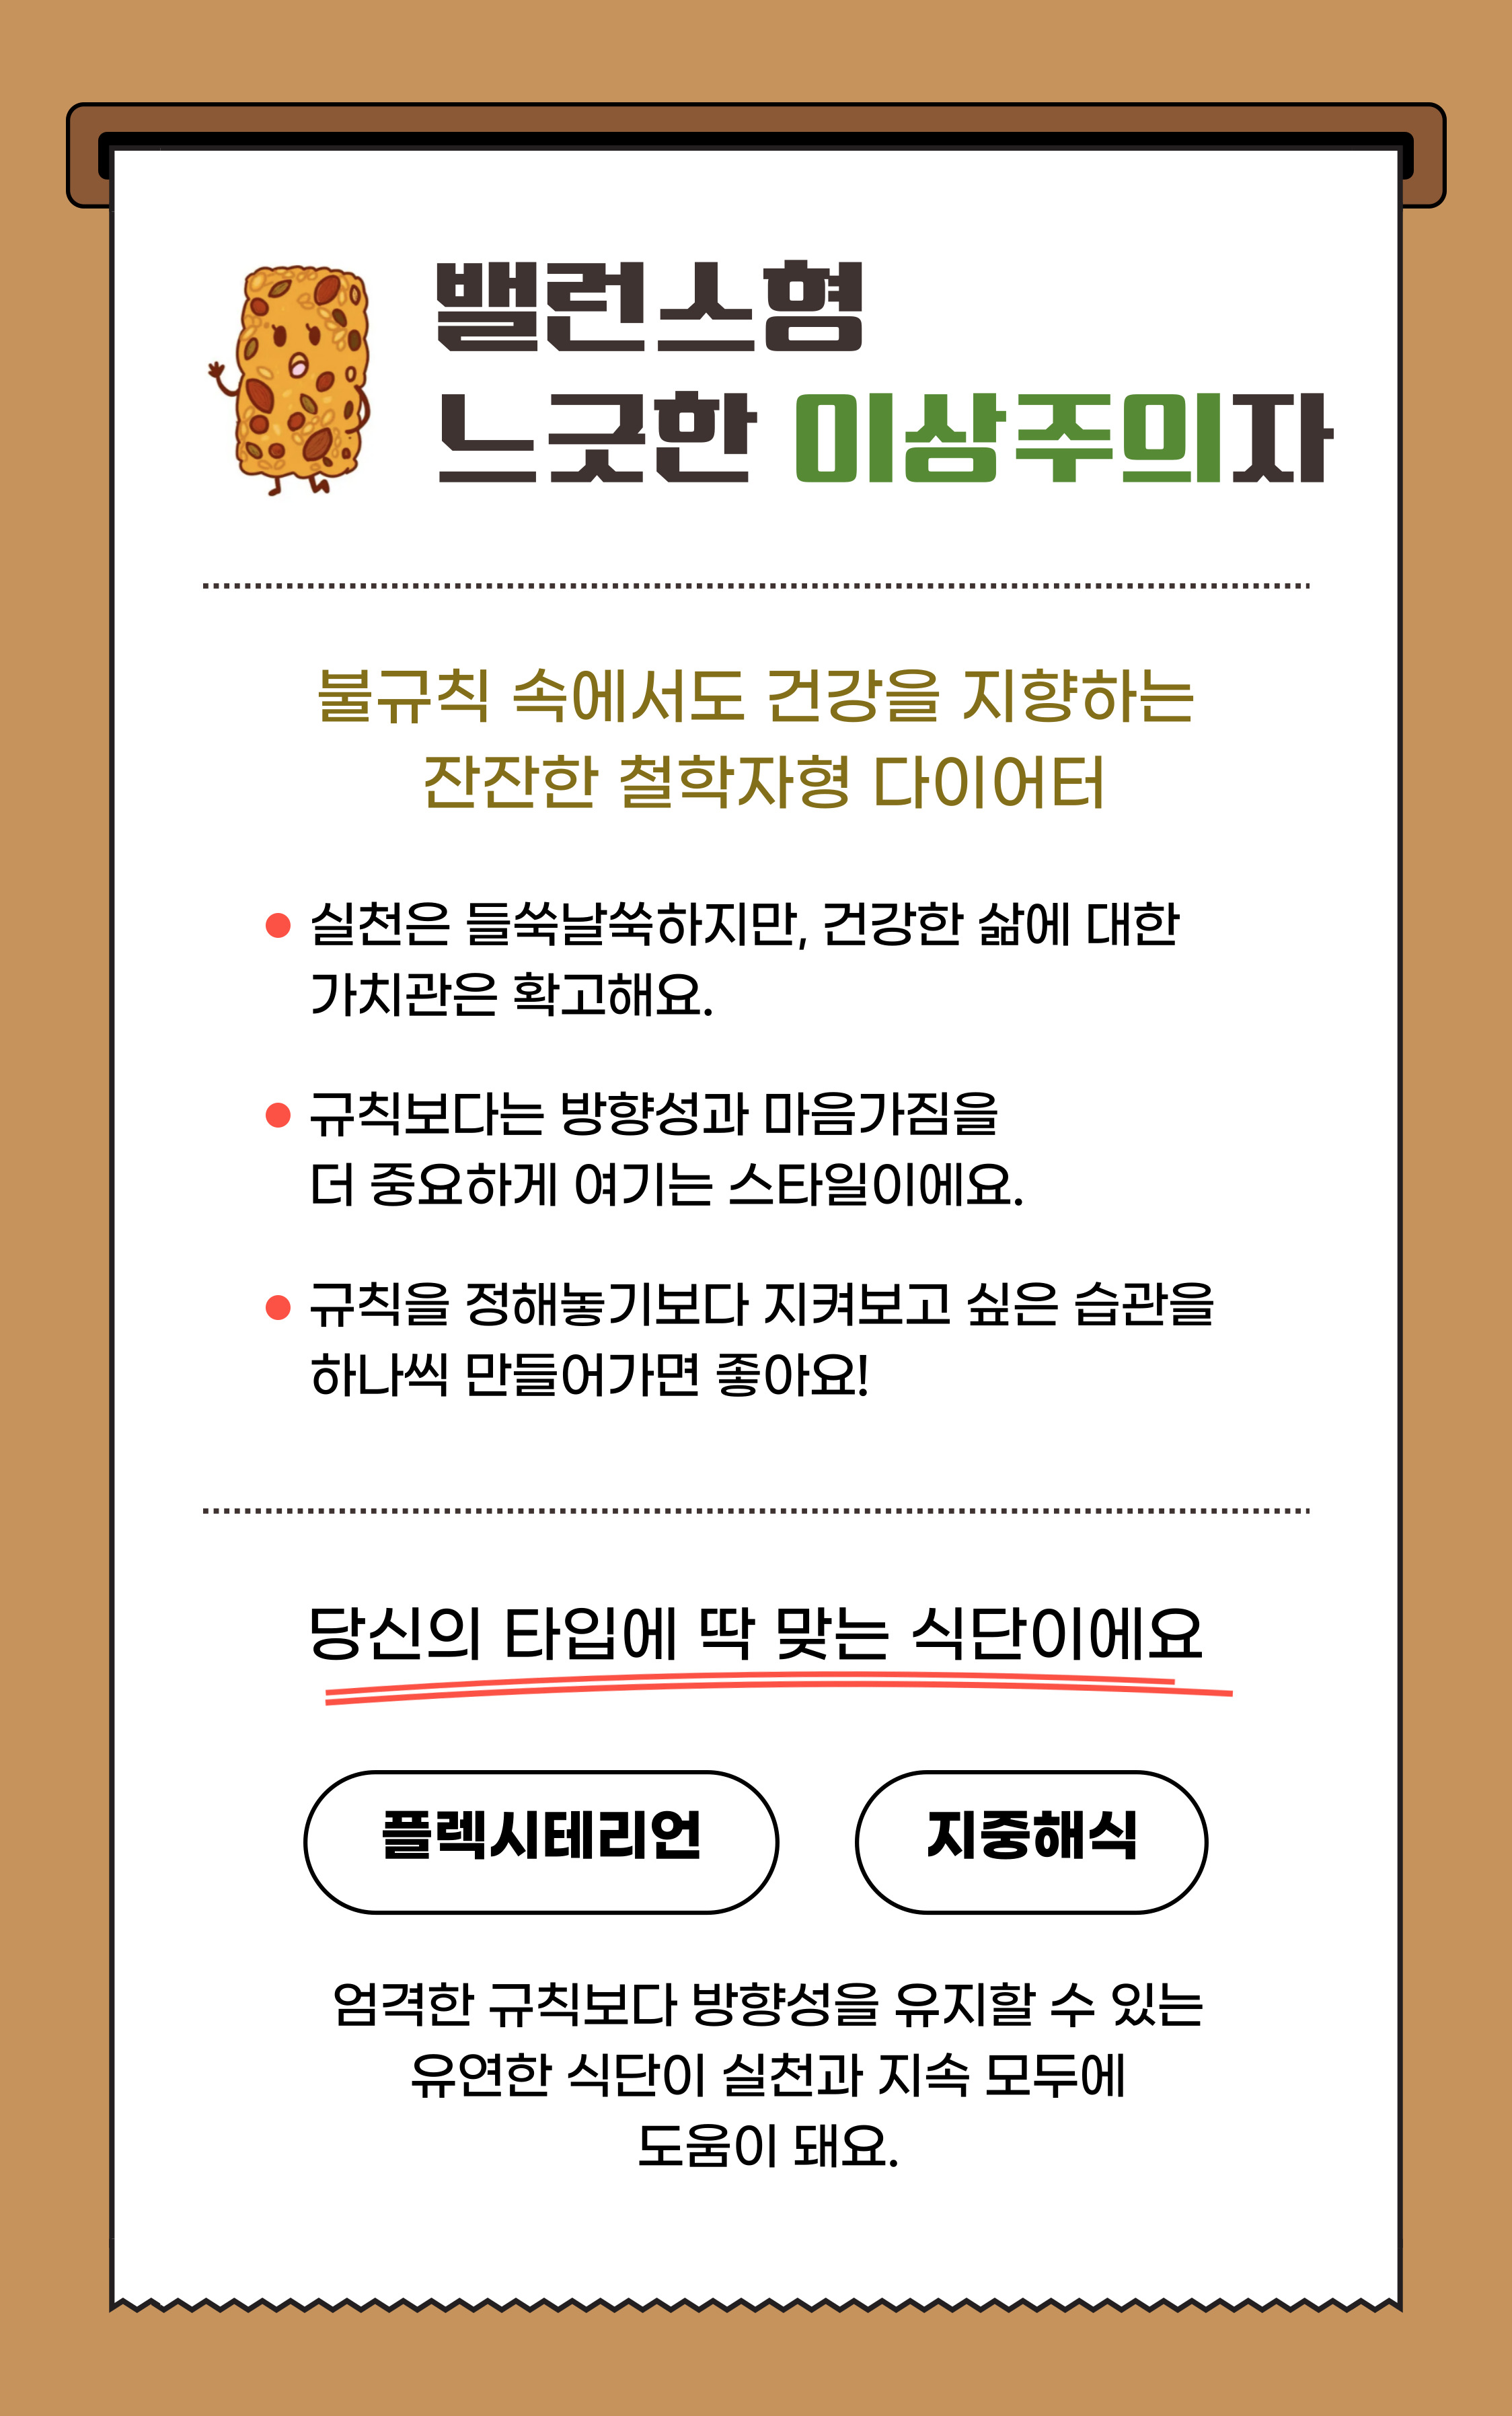 밸런스형
느긋한 이상주의자
불규칙 속에서도 건강을 지향하는
잔잔한 철학자형 다이어터
실천은 들쑥날쑥하지만, 건강한 삶에 대한
가치관은 확고해요.
규칙보다는 방향성과 마음가짐을
더 중요하게 여기는 스타일이에요.
규칙을 정해놓기보다 지켜보고 싶은 습관을
하나씩 만들어가면 좋아요!
당신의 타입에 딱 맞는 식단이에요
플렉시테리언 지중해식
엄격한 규칙보다 방향성을 유지할 수 있는
유연한 식단이 실천과 지속 모두에
도움이 돼요.